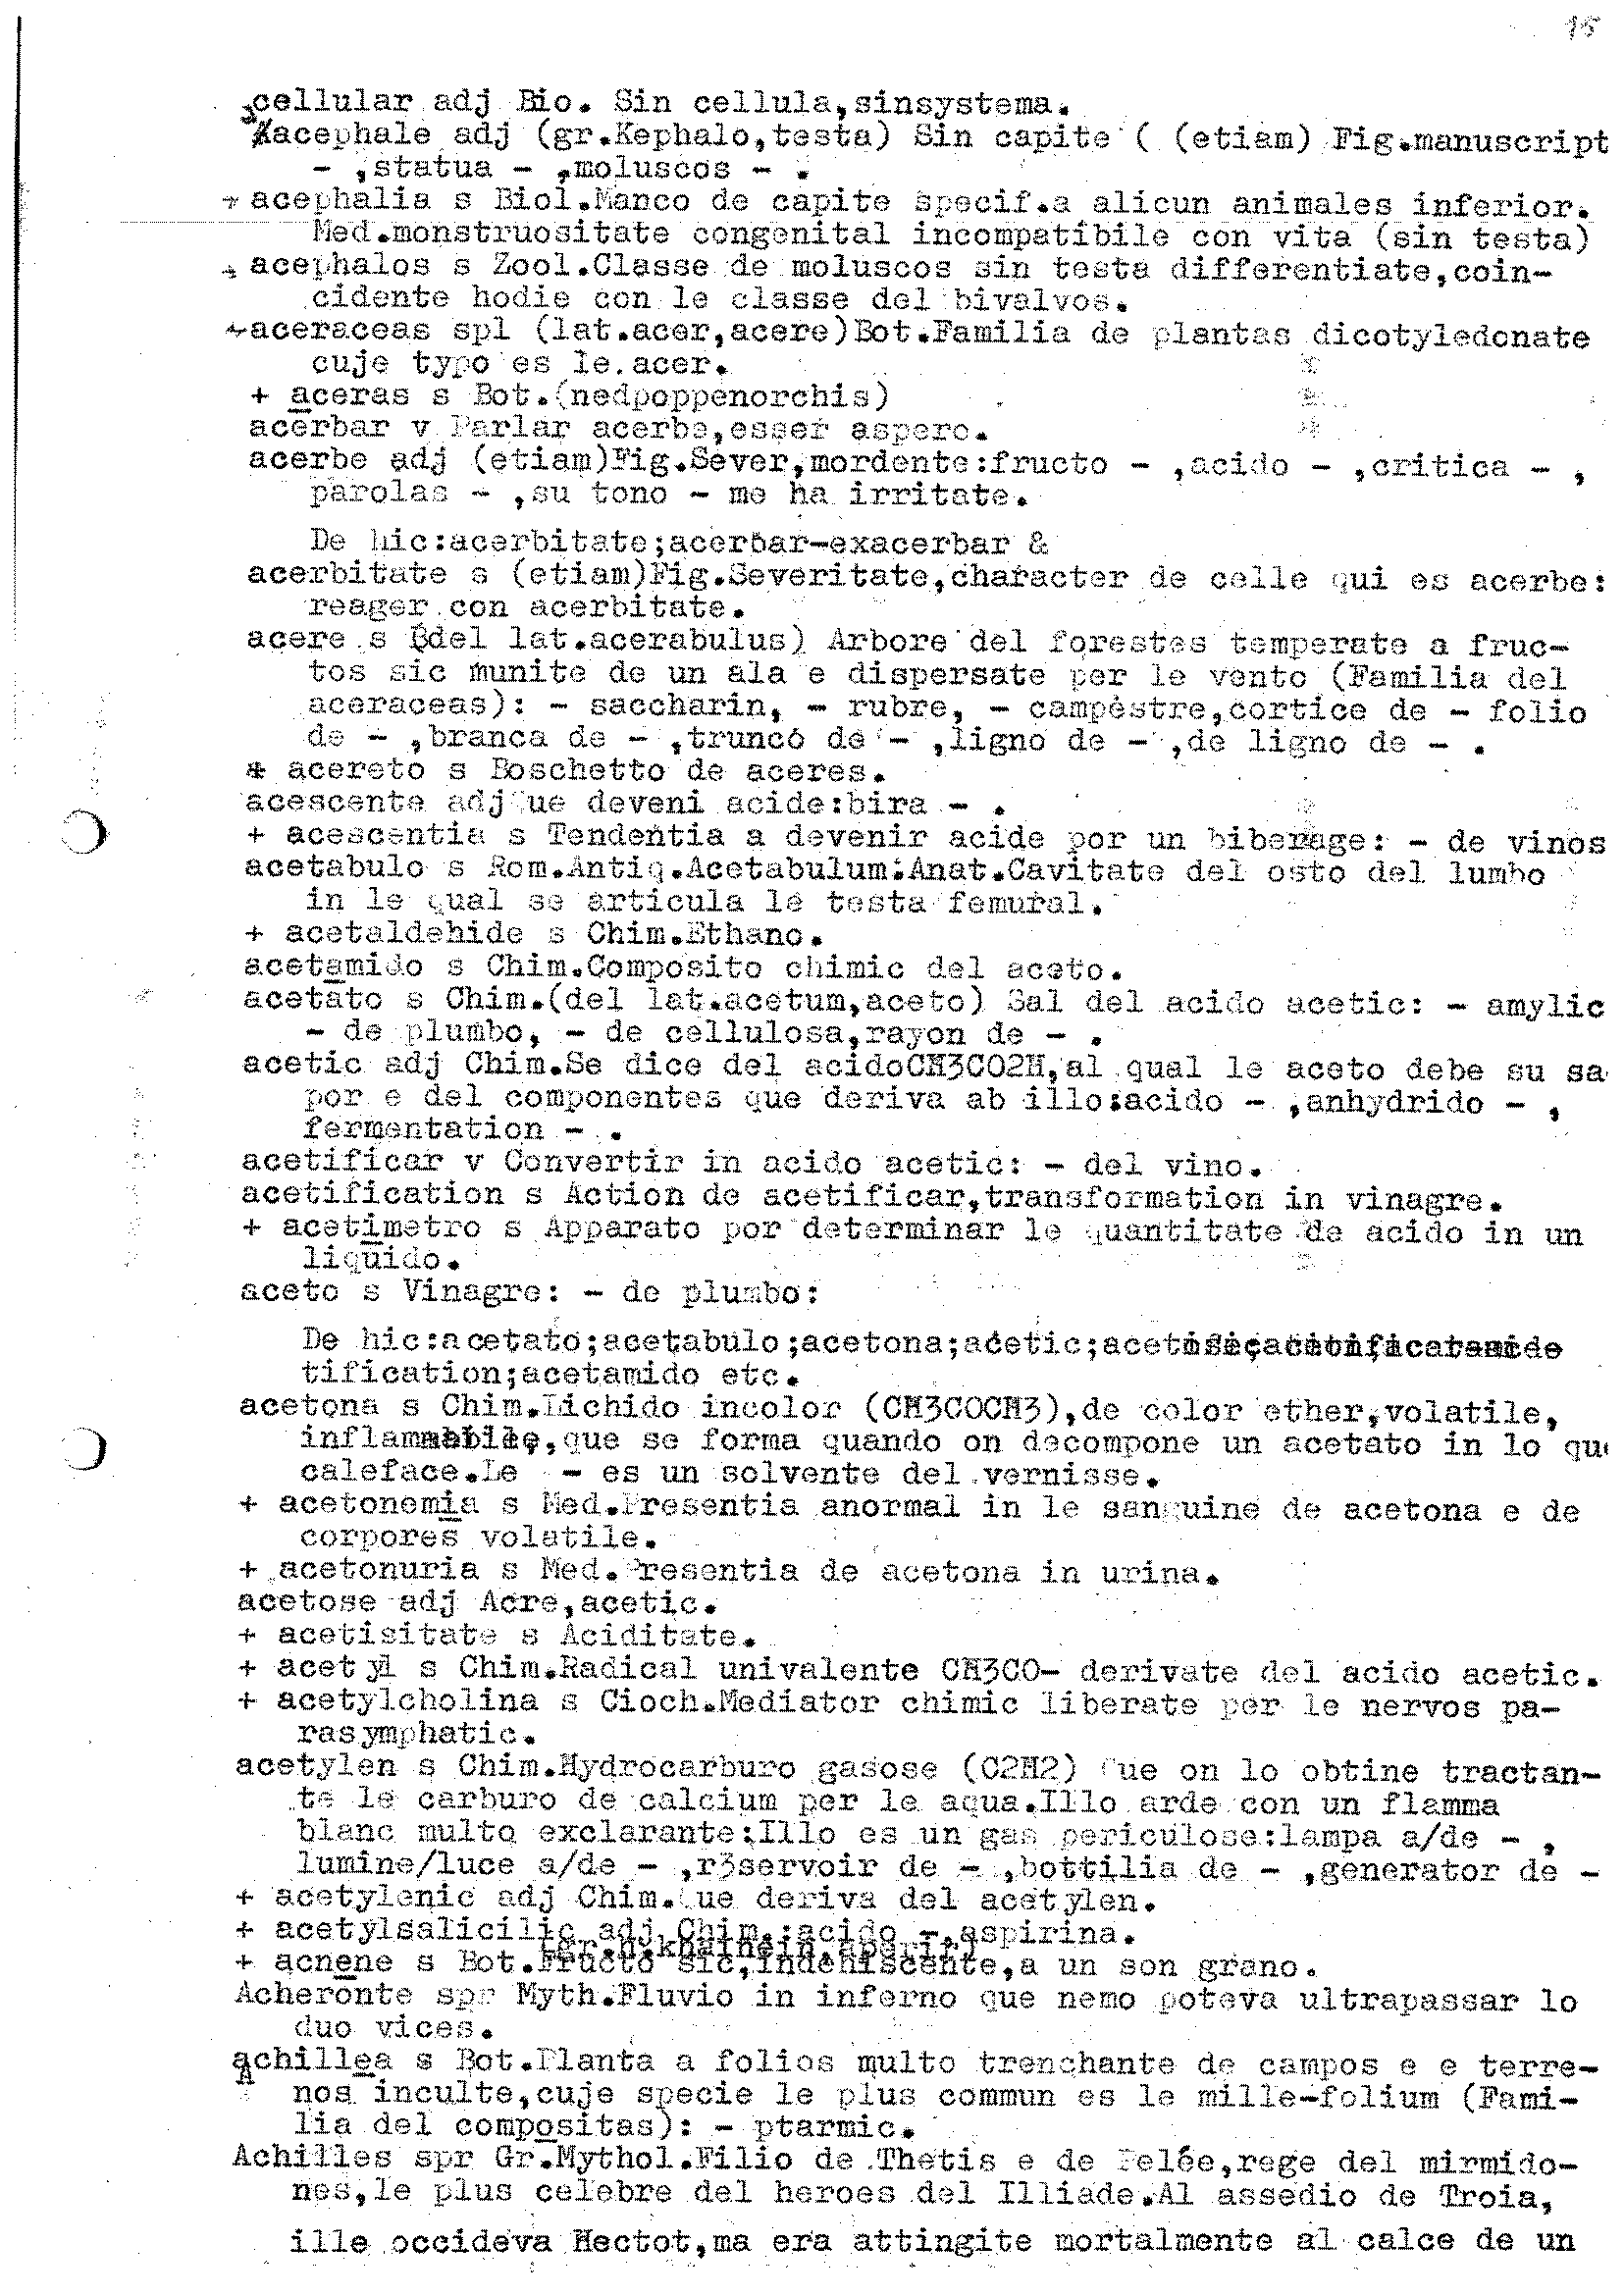 15
cellular adj Bio. Sin cellula,sinsystema.
acephale adj (gr.Kephalo,testa) Sin capite ( (etiam) Fig.manuscript
- ,statua - ,moluscos - .
+ acephalia s Biol.Manco de capite specif.a alicun animales inferior.
Med.monstruositate congenital incompatibile con vita (sin testa)
+ acephalos s Zool.Classe de moluscos sin testa differentiate,coin-
cidente hodie con le classe del bivalvos.
+aceraceas spl (lat.acer,acere)Bot.Familia de plantas dicotyledonate
cuje typo es le.acer.
+ aceras s Bot.(nedpoppenorchis)
acerbar v Parlar acerbe,esser aspero.
acerbe adj (etiam)Fig.Sever,mordente:fructo - ,acido - ,critica - ,
parolas - ,su tono - me ha irritate.
De hic:acerbitate;acerbar-exacerbar &
acerbitate s (etiam)Fig.Severitate,character de celle qui es acerbe:
reager con acerbitate.
acere s (del lat.acerabulus) Arbore del forestes temperate a fruc-
tos sic munite de un ala e dispersate per le vento (Familia del
aceraceas): - saccharin, - rubre, - campestre,cortice de - folio
de - ,branca de - ,trunco de - ,ligno de - ,de ligno de - .
* acereto s Boschetto de aceres.
acescente adj Que deveni acide:bira - .
+ acescentia s Tendentia a devenir acide por un biberage: - de vinos
acetabulo s Rom.Antiq.Acetabulum:Anat.Cavitate del osto del lumbo
in le qual se articula le testa femural.
+ acetaldehide s Chim.Ethano.
acetamido s Chim.Composito chimic del aceto.
acetato s Chim.(del lat.acetum,aceto) Sal del acido acetic: - amylic
- de plumbo, - de cellulosa,rayon de - .
acetic adj Chim.Se dice del acidoCH3CO2H,al qual le aceto debe su sa
por e del componentes que deriva ab illo:acido - ,anhydrido - ,
fermentation - .
acetificar v Convertir in acido acetic: - del vino.
acetification s Action de acetificar,transformation in vinagre.
+ acetimetro s Apparato por determinar le quantitate de acido in un
liquido.
aceto s Vinagre: - de plumbo:
De hic:acetato;acetabulo;acetona;acetic;
tification;acetamido etc.
acetona s Chim.Lichido incolor (CH3COCH3),de color ether,volatile,
inflammabile,que se forma quando on decompone un acetato in lo que
caleface.Le - es un solvente del vernisse.
+ acetonemia s Med.Presentia anormal in le sanguine de acetona e de
corpores volatile.
+ acetonuria s Med.Presentia de acetona in urina.
acetose adj Acre,acetic.
+ acetisitate s Aciditate.
+ acetyl s Chim.Radical univalente CH3CO- derivate del acido acetic.
+ acetylcholina s Cioch.Mediator chimic liberate per le nervos pa-
rasymphatic.
acetylen s Chim.Hydrocarburo gasose (C2H2) Que on lo obtine tractan-
te le carburo de calcium per le aqua.Illo arde con un flamma
blanc multo exclarante:Illo es un gas periculose:lampa a/de - ,
lumine/luce a/de - ,r3servoir de - ,bottilia de - ,generator de -
+ acetylenic adj Chim.Que deriva del acetylen.
+ acetylsalicilic adj Chim.:acido -,aspirina.
+ acnene s Bot.Fructo sic,indehiscente,a un son grano.
Acheronte spr Myth.Fluvio in inferno que nemo poteva ultrapassar lo
duo vices.
achillea s Bot.Planta a folios multo trenchante de campos e e terre-
nos inculte,cuje specie le plus commun es le mille-folium (Fami-
lia del compositas): - ptarmic.
Achilles spr Gr.Mythol.Filio de Thetis e de Pelée,rege del mirmido-
nes,le plus celebre del heroes del Illiade.Al assedio de Troia,
ille occideva Hectot,ma era attingite mortalmente al calce de un